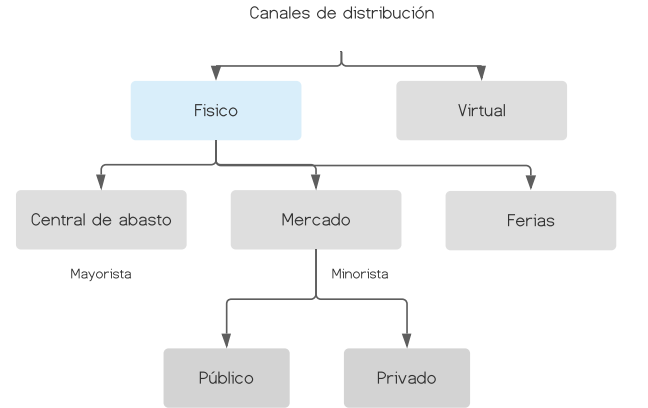 Canales de distribución
Fisico
Virtual
Central de abasto
Mercado
Ferias
Mayorista
Minorista
Público
Privado